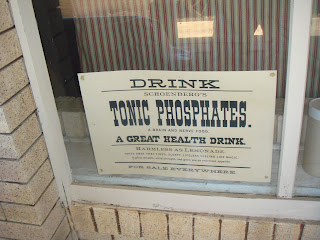 DRINK
SCHOENBERG'S
TONIC PHOSPHATES.
A BRAIN AND NERVE FOOD
A GREAT HEALTH DRINK.
HARMLESS AS LEMONADE
FOR SALE EVERYWHERE